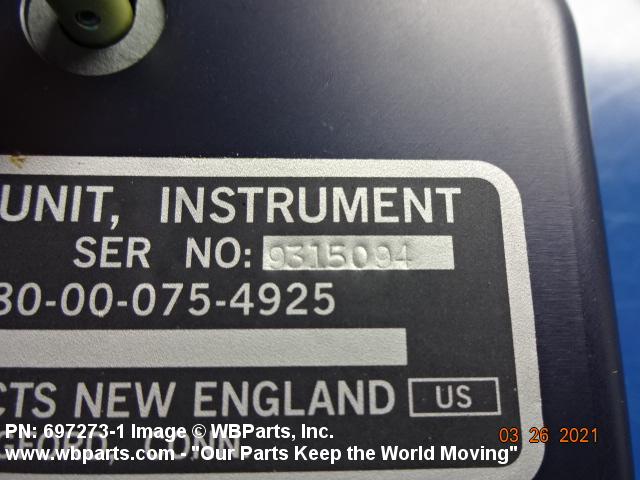 UNIT, INSTRUMENT
SER NO: 9315094
30-00-075-4925
CTS NEW ENGLAND US
PN: 697273-1 Image © WBParts, Inc.
03 26 2021
www.wbparts.com - "Our Parts Keep the World Moving"